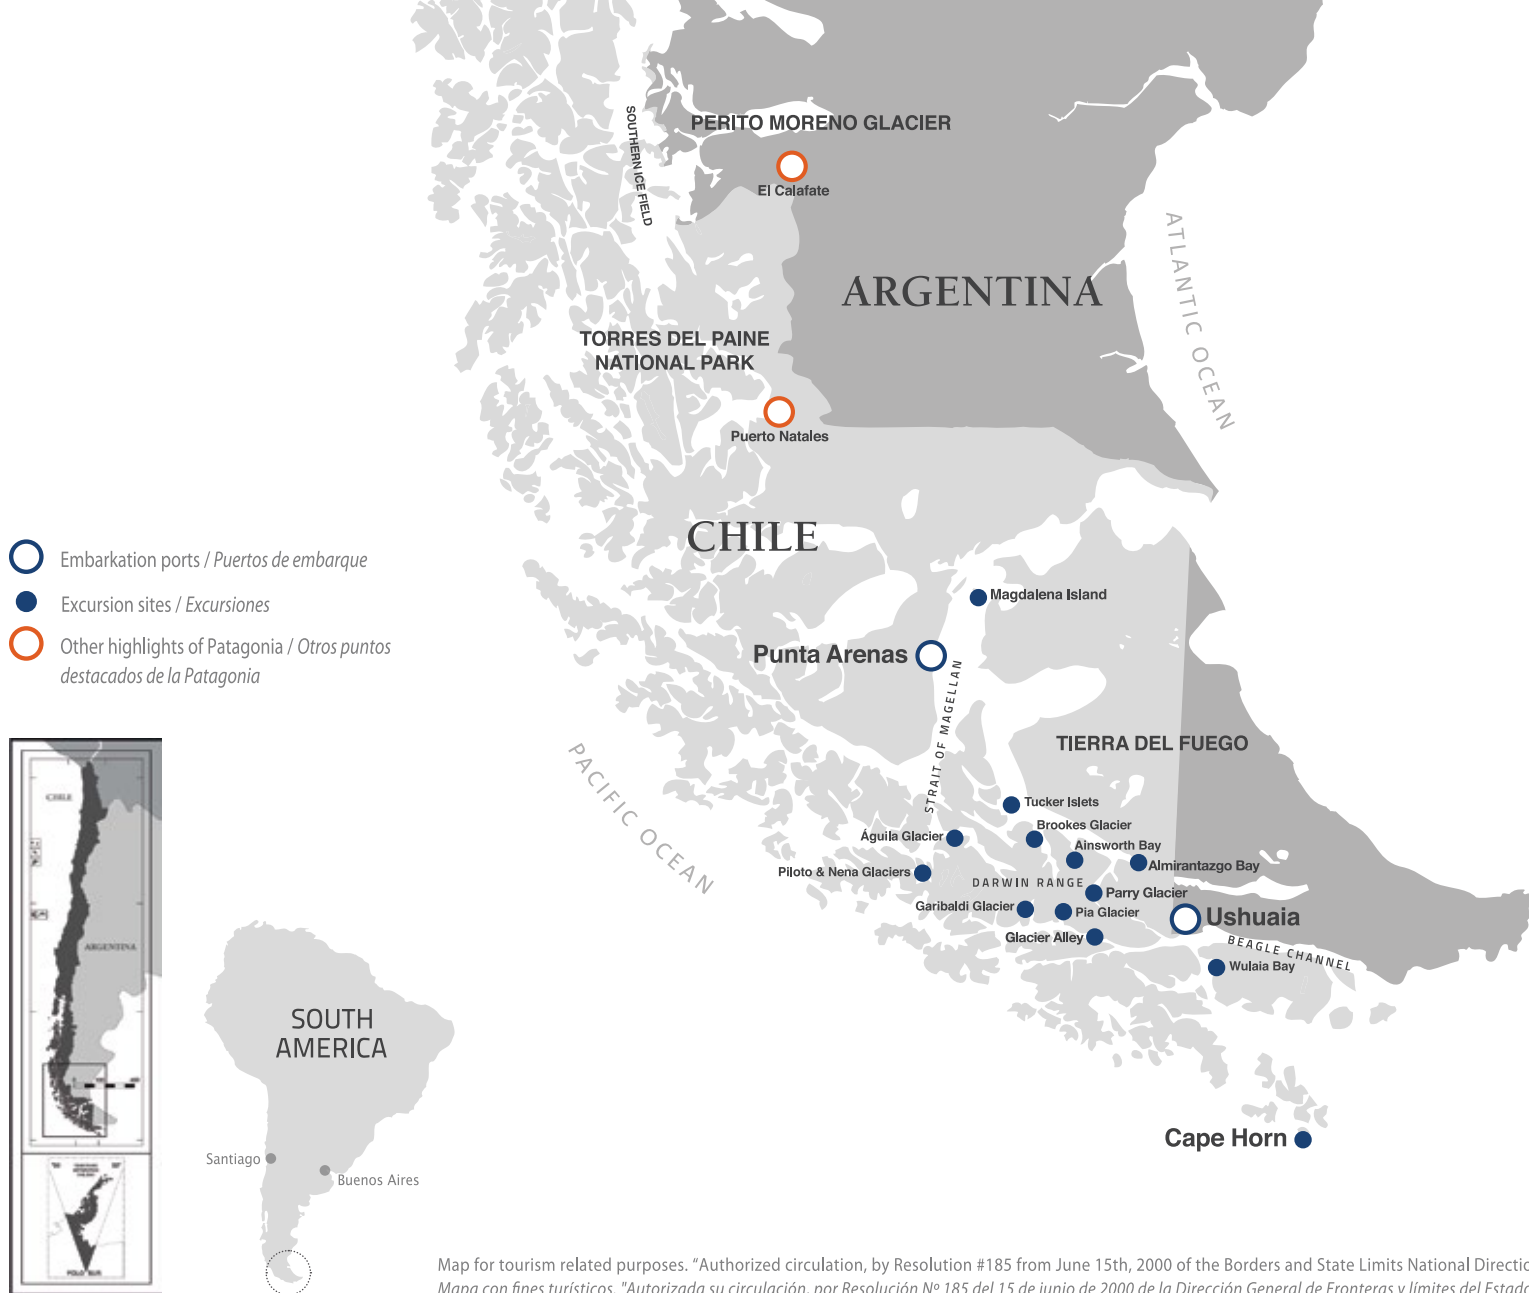 PERITO MORENO GLACIER
SOUTHERN ICE FIELD
El Calafate
ATLANTIC OCEAN
ARGENTINA
TORRES DEL PAINE
NATIONAL PARK
Puerto Natales
CHILE
Embarkation ports / Puertos de embarque
Excursion sites / Excursiones
Other highlights of Patagonia / Otros puntos
destacados de la Patagonia
Magdalena Island
Punta Arenas
STRAIT OF MAGELLAN
PACIFIC OCEAN
TIERRA DEL FUEGO
Tucker Islets
Brookes Glacier
Águila Glacier
Ainsworth Bay
Almirantazgo Bay
Piloto & Nena Glaciers
DARWIN RANGE
Parry Glacier
Garibaldi Glacier
Pia Glacier
Ushuaia
Glacier Alley
BEAGLE CHANNEL
Wulaia Bay
Cape Horn
CHILE
ARGENTINA
POLO SUR
SOUTH
AMERICA
Santiago
Buenos Aires
Map for tourism related purposes. “Authorized circulation, by Resolution #185 from June 15th, 2000 of the Borders and State Limits National Directio
Mapa con fines turísticos. "Autorizada su circulación, por Resolución Nº 185 del 15 de junio de 2000 de la Dirección General de Fronteras y límites del Estado